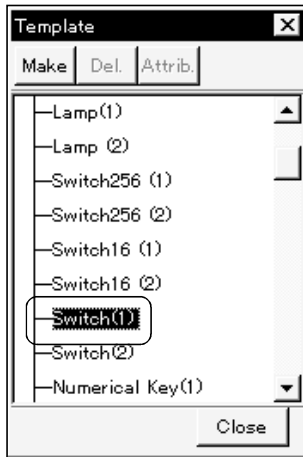 Template
Make Del. Attrib.
Lamp(1)
Lamp (2)
Switch256 (1)
Switch256 (2)
Switch16 (1)
Switch16 (2)
Switch(1)
Switch(2)
Numerical Key(1)
Close